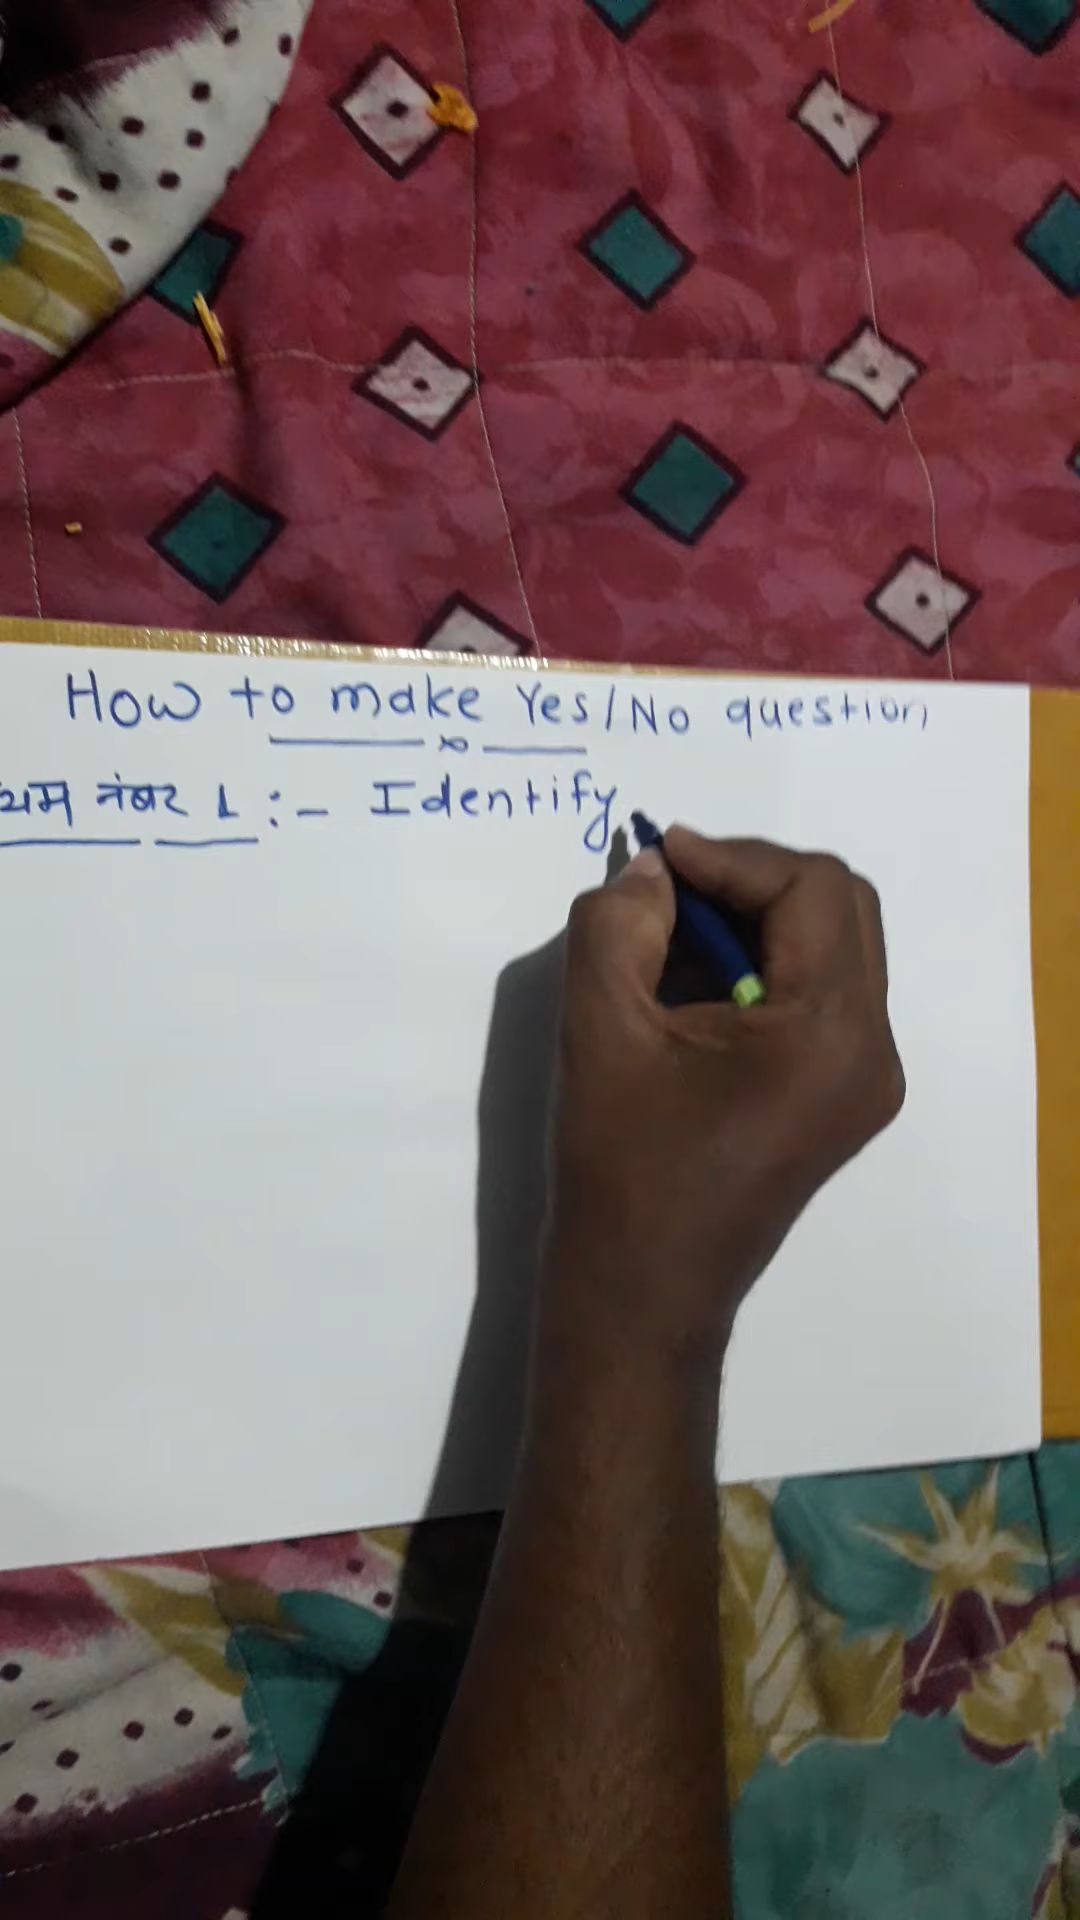 How to make Yes/No question
नंबर 1 :- Identify